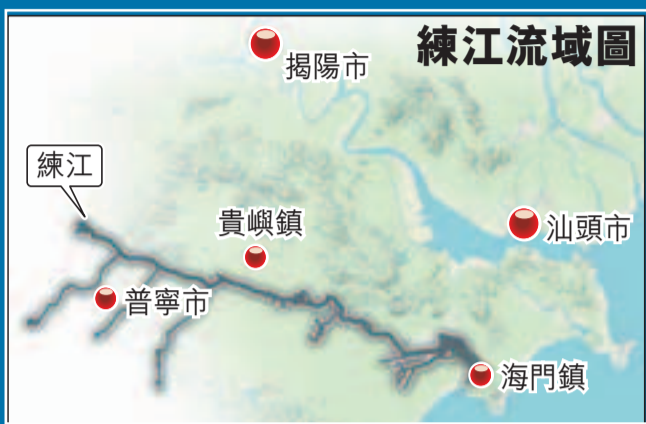 練江流域圖
揭陽市
練江
貴嶼鎮
汕頭市
普寧市
海門鎮